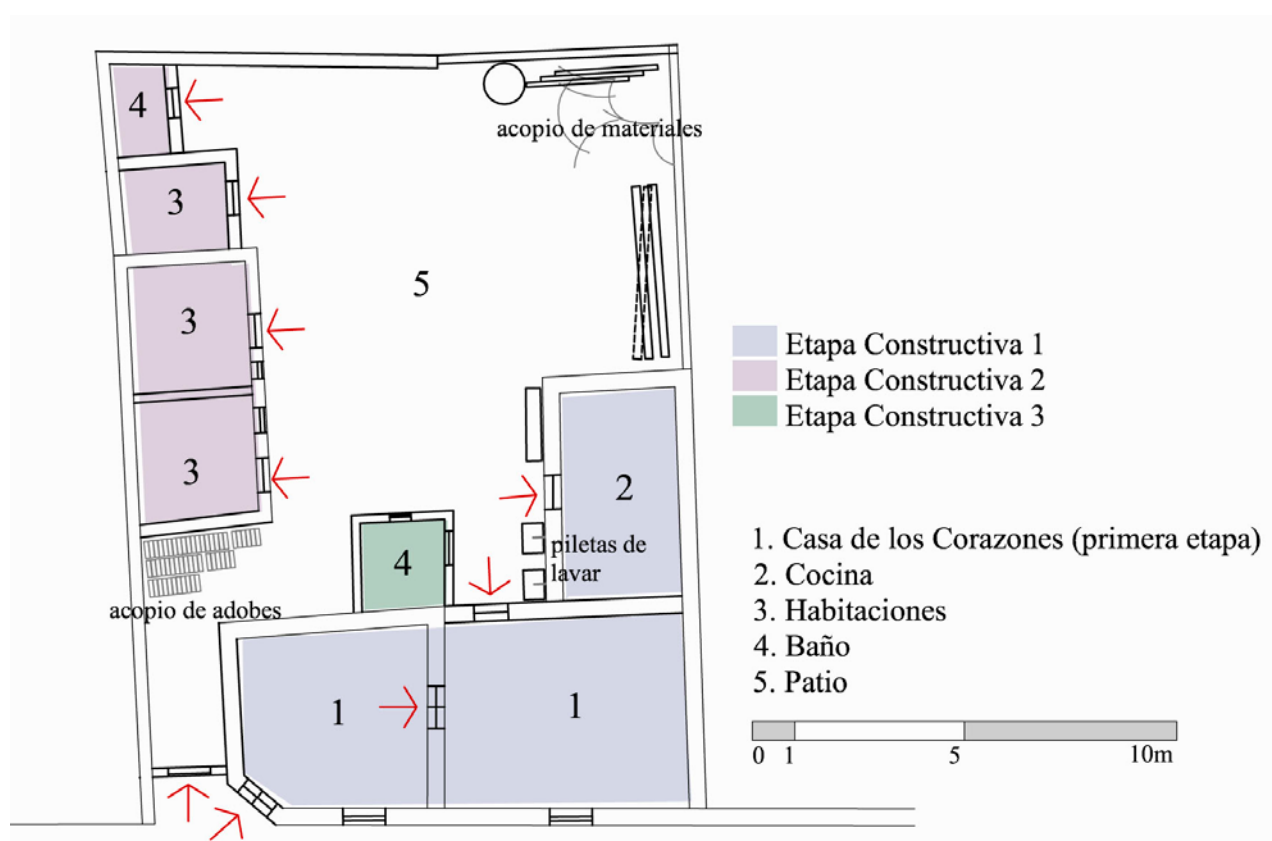 4
acopio de materiales
3
5
3
3
2
4
piletas de
lavar
acopio de adobes
1
1
Etapa Constructiva 1
Etapa Constructiva 2
Etapa Constructiva 3
1. Casa de los Corazones (primera etapa)
2. Cocina
3. Habitaciones
4. Baño
5. Patio
0 1 5 10m